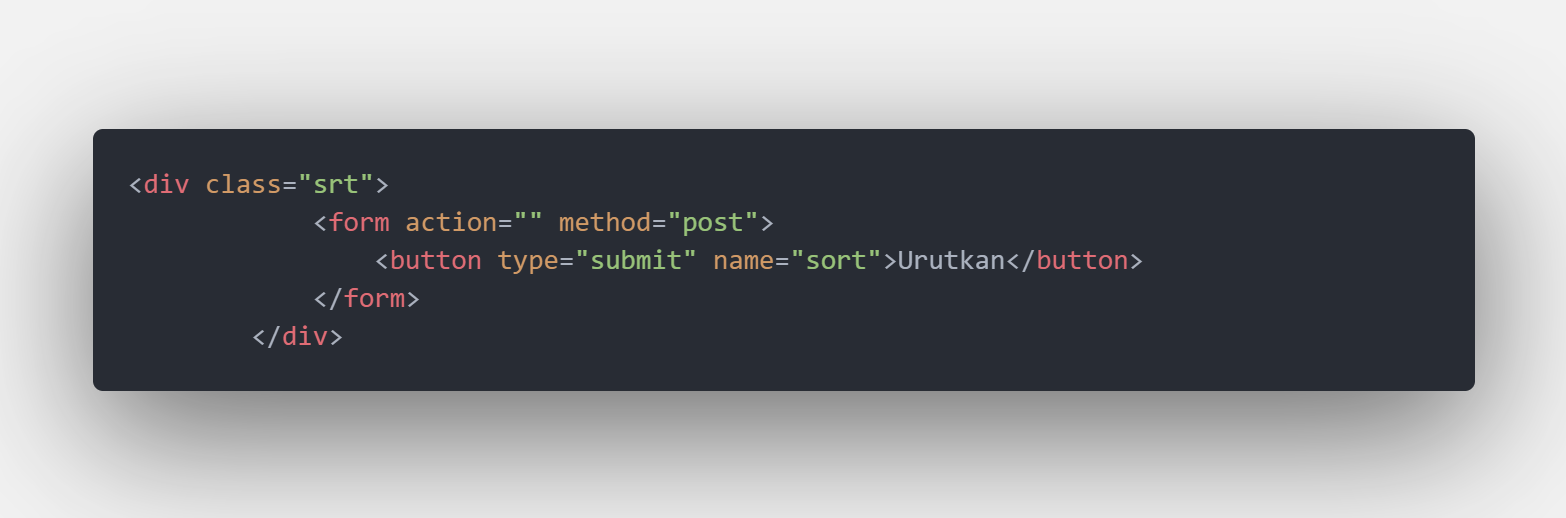 <div class="srt">
            <form action="" method="post">
                <button type="submit" name="sort">Urutkan</button>
            </form>
        </div>